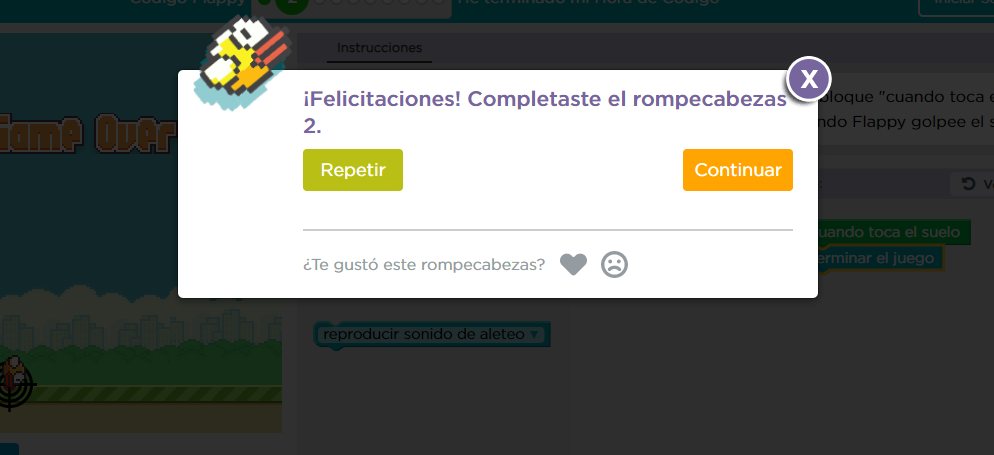 Código Flappy
2
He terminado mi Hora de Código
Instrucciones
X
¡Felicitaciones! Completaste el rompecabezas
2.
bloque "cuando toca
Flappy golpee el
Game Over
Repetir
Continuar
cuando toca el suelo
terminar el juego
¿Te gustó este rompecabezas?
reproducir sonido de aleteo ▼